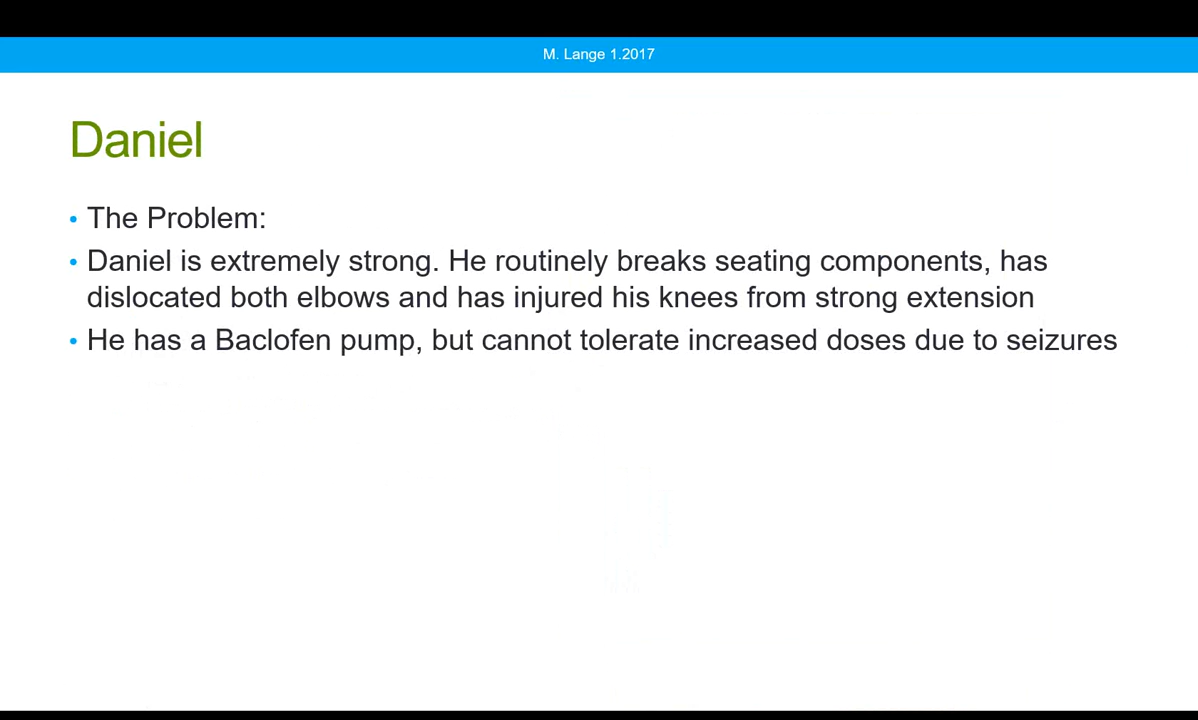 M. Lange 1.2017
Daniel
• The Problem:
• Daniel is extremely strong. He routinely breaks seating components, has
dislocated both elbows and has injured his knees from strong extension
• He has a Baclofen pump, but cannot tolerate increased doses due to seizures